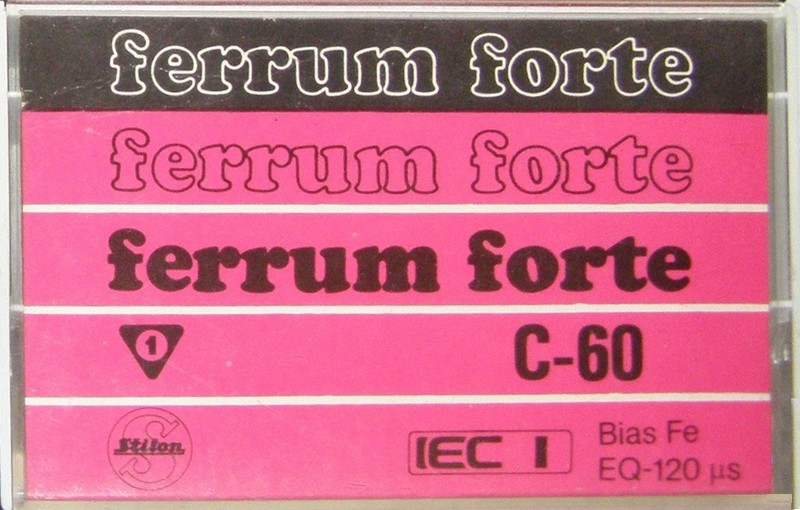 ferrum forte
ferrum forte
ferrum forte
1
C-60
S
Stilon
IEC I
Bias Fe
EQ-120 µs